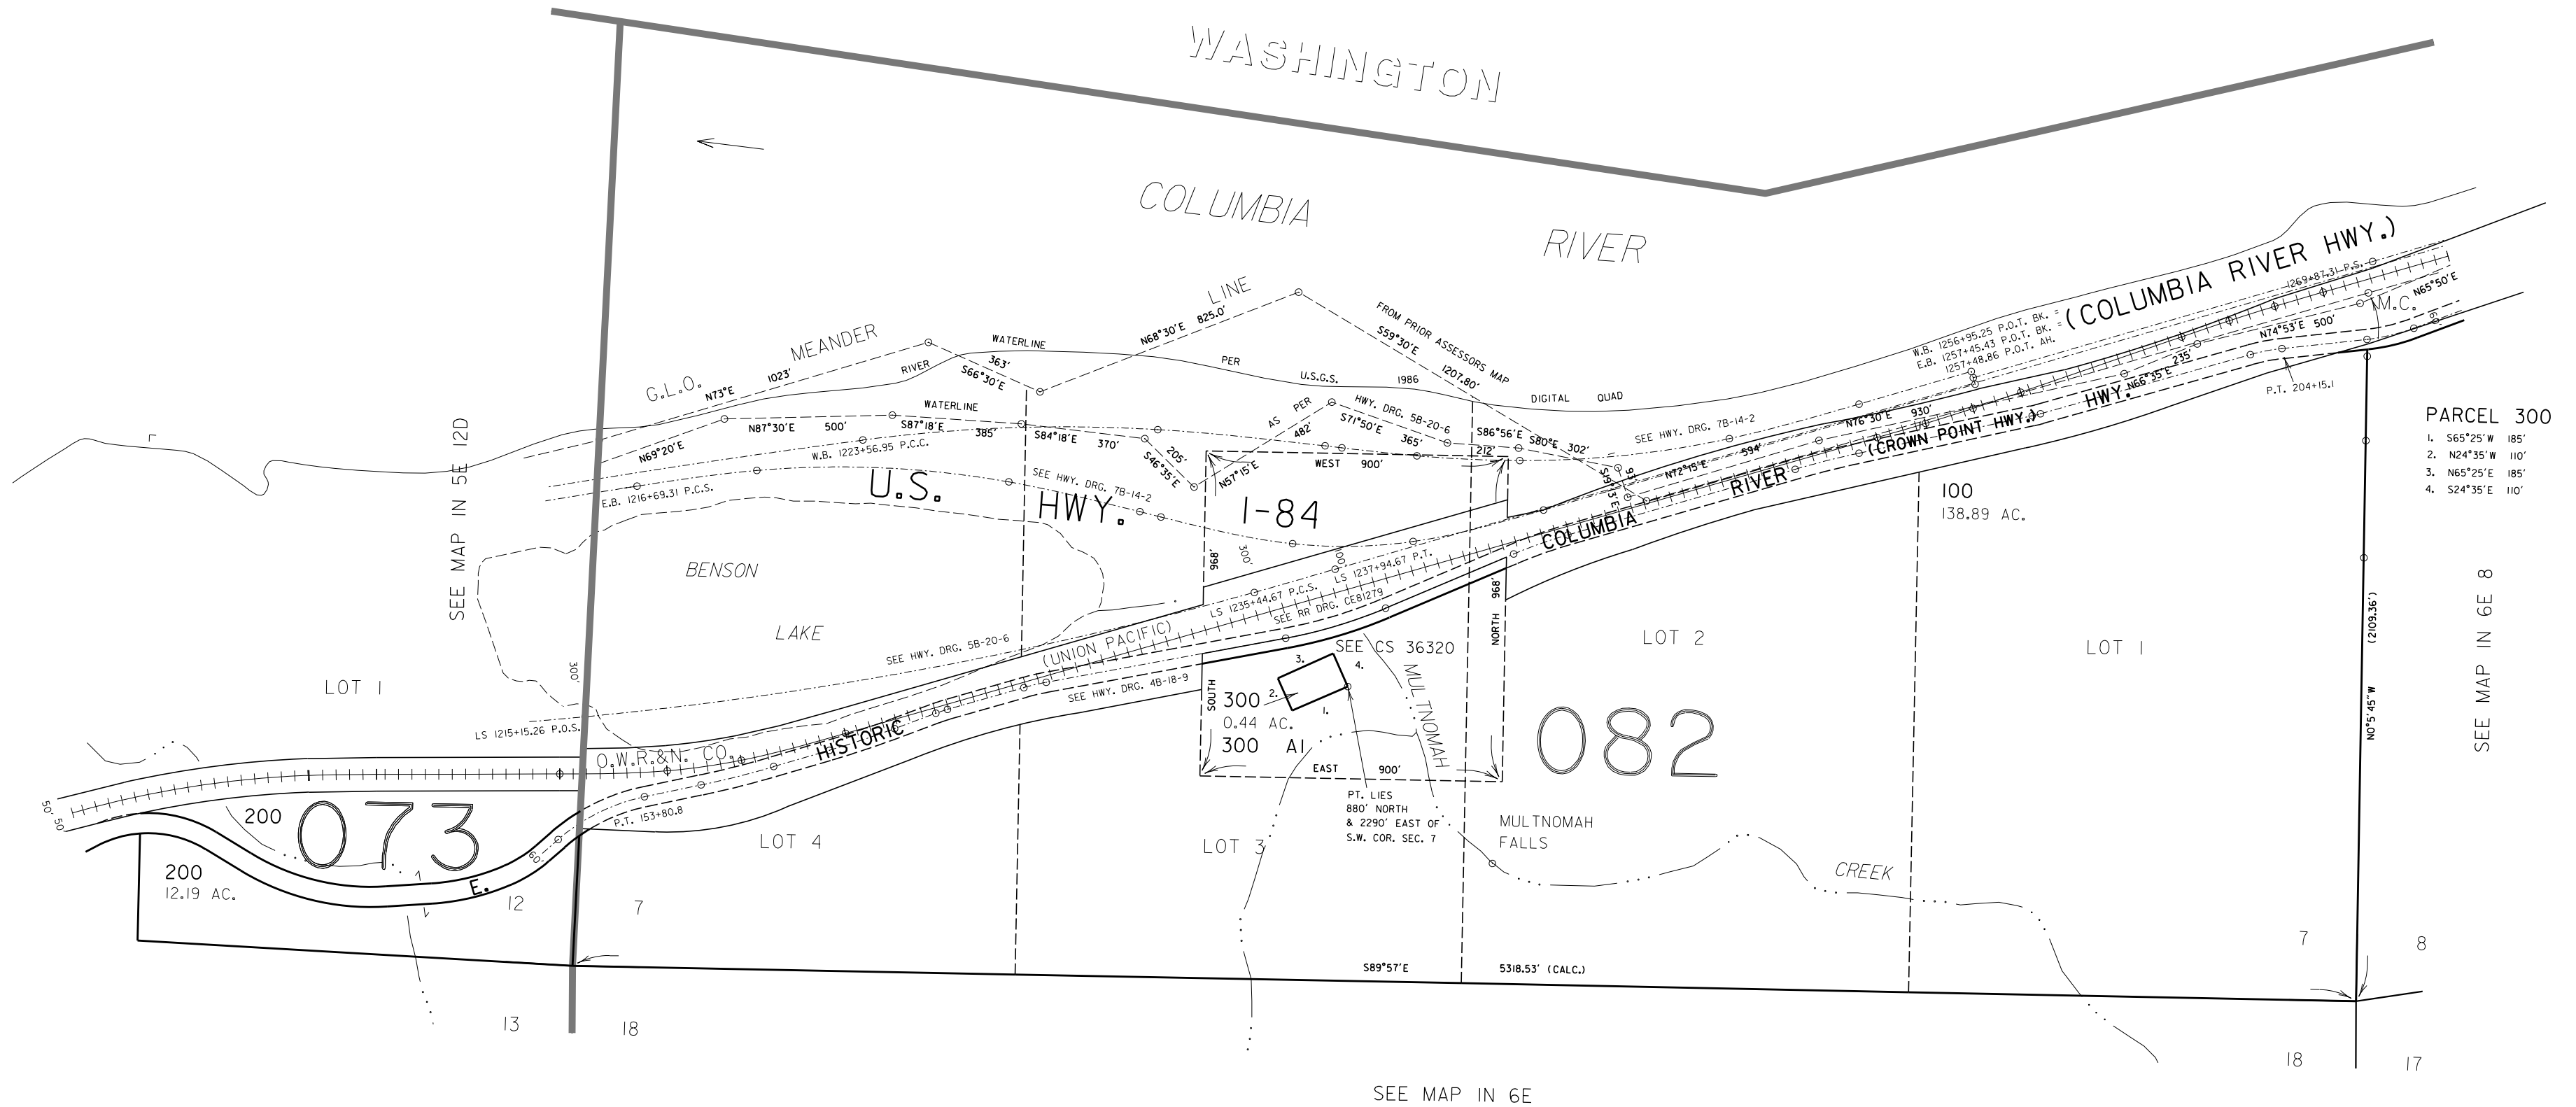 WASHINGTON
COLUMBIA
RIVER
G.L.O.
MEANDER
LINE
N73°E 1023'
363'
S66°30'E
N68°30'E 825.0'
FROM PRIOR ASSESSORS MAP
S59°30'E
1207.80'
RIVER
WATERLINE
PER
U.S.G.S.
1986
DIGITAL QUAD
(COLUMBIA RIVER HWY.)
1269+87.31 P.S.
W.B. 1256+95.25 P.O.T. BK. =
E.B. 1257+45.43 P.O.T. BK. =
1257+48.86 P.O.T. AH.
M.C.
N65°50'E
N74°53'E 500'
235'
N66°35'E
P.T. 204+15.1
WATERLINE
AS PER
HWY. DRG. 5B-20-6
N69°20'E
N87°30'E 500'
S87°18'E
385'
S84°18'E 370'
205'
S46°35'E
N57°15'E
482'
S71°50'E
365'
S86°56'E
212'
S80°E 302'
93'
SEE HWY. DRG. 7B-14-2
N72°15'E
594'
N76°30'E 930'
W.B. 1223+56.95 P.C.C.
E.B. 1216+69.31 P.C.S.
SEE HWY. DRG. 7B-14-2
WEST 900'
U.S.
HWY.
I-84
COLUMBIA
RIVER
(CROWN POINT HWY.)
HWY.
SEE MAP IN 5E 12D
BENSON
LAKE
968'
300'
LS 1235+44.67 P.C.S.
LS 1237+94.67 P.T.
SEE RR DRG. CE81279
(UNION PACIFIC)
SEE HWY. DRG. 5B-20-6
SEE HWY. DRG. 4B-18-9
NORTH 968'
SOUTH
100
138.89 AC.
PARCEL 300
1. S65°25'W 185'
2. N24°35'W 110'
3. N65°25'E 185'
4. S24°35'E 110'
SEE MAP IN 6E 8
(2109.36')
N0°5'45"W
LOT 1
LOT 2
LOT 1
SEE CS 36320
3.
4.
2.
1.
300
0.44 AC.
300 A1
EAST 900'
MULTNOMAH
082
PT. LIES
880' NORTH
& 2290' EAST OF
S.W. COR. SEC. 7
MULTNOMAH
FALLS
CREEK
300'
LS 1215+15.26 P.O.S.
O.W.R.&N. CO.
HISTORIC
P.T. 153+80.8
50' 50'
60'
200
073
200
12.19 AC.
E.
12
7
LOT 4
LOT 3
7
8
S89°57'E
5318.53' (CALC.)
13
18
18
17
SEE MAP IN 6E